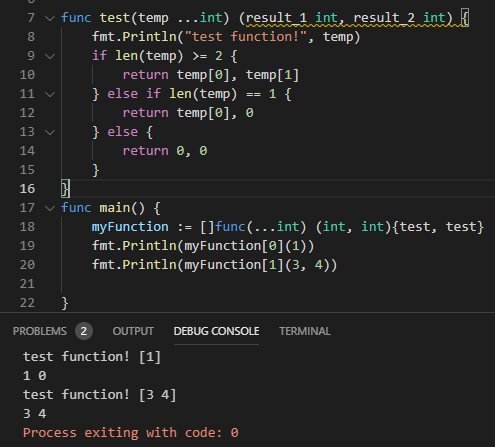 7 func test(temp ...int) (result_1 int, result_2 int) {
8 fmt.Println("test function!", temp)
9 if len(temp) >= 2 {
10 return temp[0], temp[1]
11 } else if len(temp) == 1 {
12 return temp[0], 0
13 } else {
14 return 0, 0
15 }
16 }
17 func main() {
18 myFunction := []func(...int) (int, int){test, test}
19 fmt.Println(myFunction[0](1))
20 fmt.Println(myFunction[1](3, 4))
21
22 }
PROBLEMS 2 OUTPUT DEBUG CONSOLE TERMINAL
test function! [1]
1 0
test function! [3 4]
3 4
Process exiting with code: 0